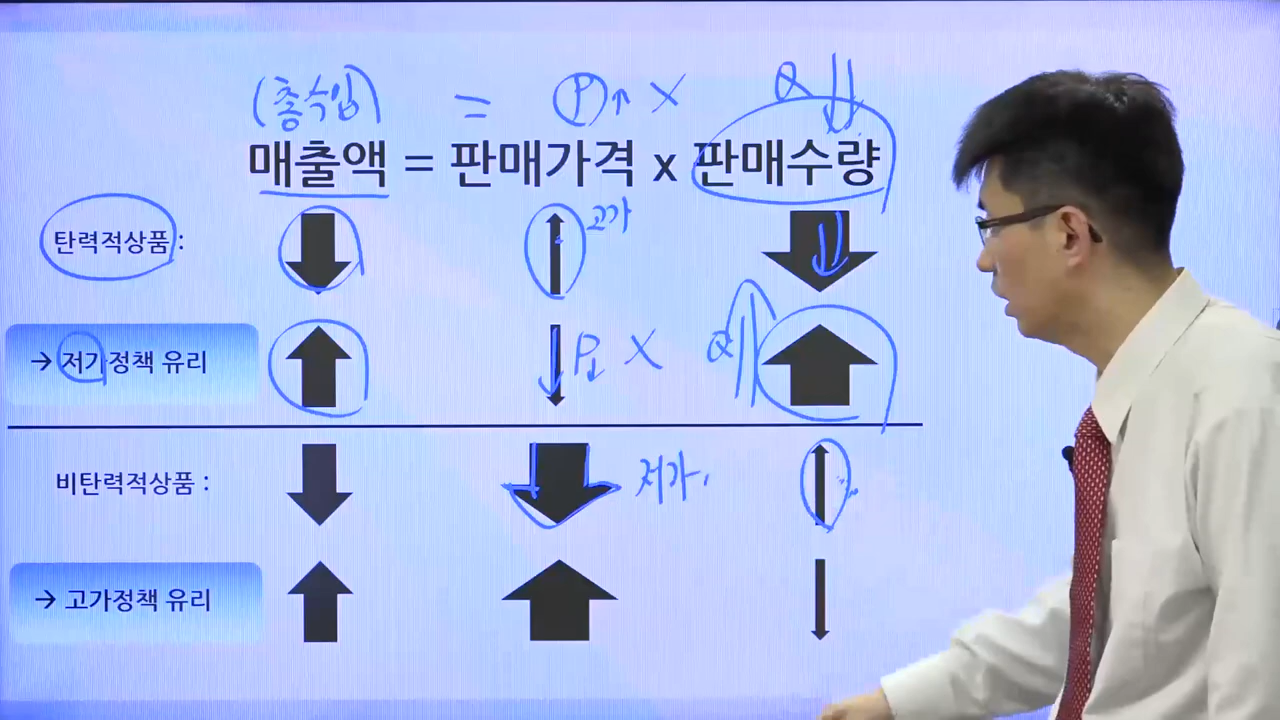 (총수입) = P↑ X Q↓↓
매출액 = 판매가격 x 판매수량
탄력적상품 : 고가
→ 저가정책 유리 P↓ X Q
비탄력적상품 : 저가
→ 고가정책 유리